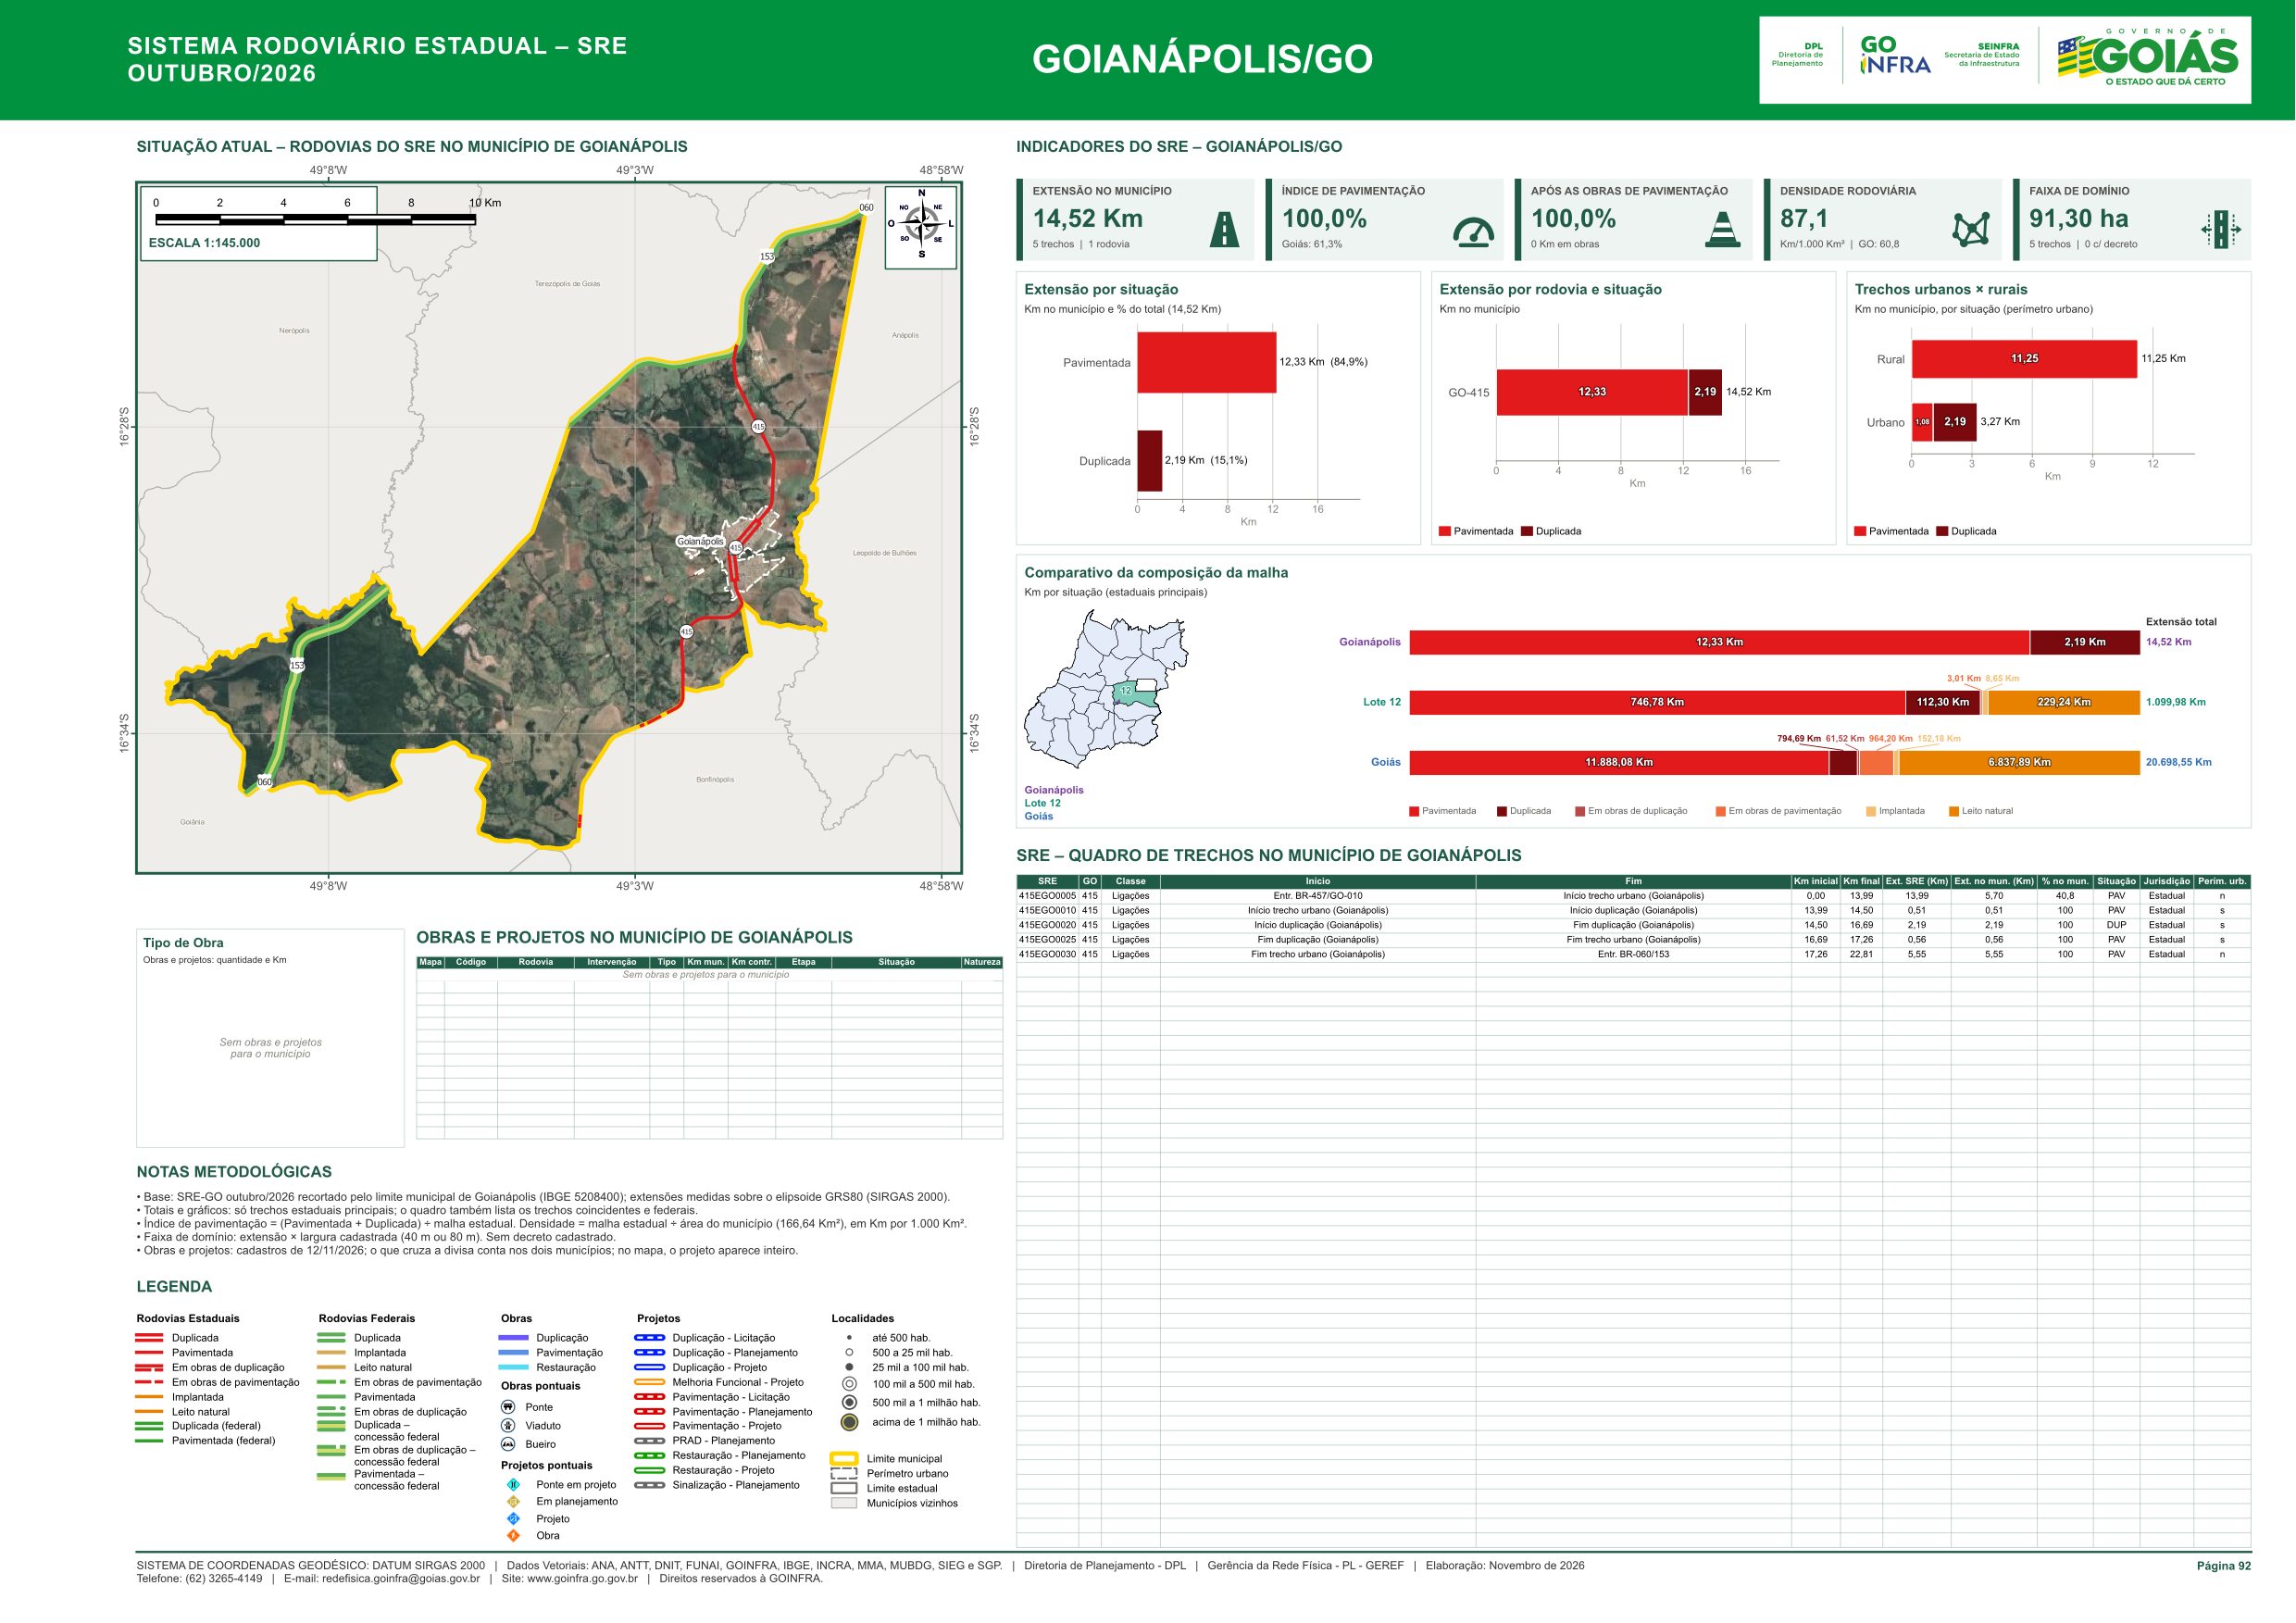 SISTEMA RODOVIÁRIO ESTADUAL – SRE
OUTUBRO/2026
GOIANÁPOLIS/GO
DPL
Diretoria de
Planejamento
GO
iNFRA
SEINFRA
Secretaria de Estado
da Infraestrutura
GOVERNO DE
GOIÁS
O ESTADO QUE DÁ CERTO
SITUAÇÃO ATUAL – RODOVIAS DO SRE NO MUNICÍPIO DE GOIANÁPOLIS
49°8'W 49°3'W 48°58'W
0 2 4 6 8 10 Km
ESCALA 1:145.000
N
NO NE
O L
SO SE
S
060
153
Terezópolis de Goiás
Nerópolis
Anápolis
16°28'S 16°28'S
415
Goianápolis
415
Leopoldo de Bulhões
415
153
16°34'S 16°34'S
060
Bonfinópolis
Goiânia
49°8'W 49°3'W 48°58'W
INDICADORES DO SRE – GOIANÁPOLIS/GO
EXTENSÃO NO MUNICÍPIO
14,52 Km
5 trechos | 1 rodovia
ÍNDICE DE PAVIMENTAÇÃO
100,0%
Goiás: 61,3%
APÓS AS OBRAS DE PAVIMENTAÇÃO
100,0%
0 Km em obras
DENSIDADE RODOVIÁRIA
87,1
Km/1.000 Km² | GO: 60,8
FAIXA DE DOMÍNIO
91,30 ha
5 trechos | 0 c/ decreto
Extensão por situação
Km no município e % do total (14,52 Km)
Pavimentada 12,33 Km (84,9%)
Duplicada 2,19 Km (15,1%)
0 4 8 12 16
Km
Extensão por rodovia e situação
Km no município
GO-415 12,33 2,19 14,52 Km
0 4 8 12 16
Km
Pavimentada Duplicada
Trechos urbanos × rurais
Km no município, por situação (perímetro urbano)
Rural 11,25 11,25 Km
Urbano 1,08 2,19 3,27 Km
0 3 6 9 12
Km
Pavimentada Duplicada
Comparativo da composição da malha
Km por situação (estaduais principais)
12
Goianápolis
Lote 12
Goiás
Extensão total
Goianápolis 12,33 Km 2,19 Km 14,52 Km
3,01 Km 8,65 Km
Lote 12 746,78 Km 112,30 Km 229,24 Km 1.099,98 Km
794,69 Km 61,52 Km 964,20 Km 152,18 Km
Goiás 11.888,08 Km 6.837,89 Km 20.698,55 Km
Pavimentada Duplicada Em obras de duplicação Em obras de pavimentação Implantada Leito natural
SRE – QUADRO DE TRECHOS NO MUNICÍPIO DE GOIANÁPOLIS
SRE GO Classe Início Fim Km inicial Km final Ext. SRE (Km) Ext. no mun. (Km) % no mun. Situação Jurisdição Perím. urb.
415EGO0005 415 Ligações Entr. BR-457/GO-010 Início trecho urbano (Goianápolis) 0,00 13,99 13,99 5,70 40,8 PAV Estadual n
415EGO0010 415 Ligações Início trecho urbano (Goianápolis) Início duplicação (Goianápolis) 13,99 14,50 0,51 0,51 100 PAV Estadual s
415EGO0020 415 Ligações Início duplicação (Goianápolis) Fim duplicação (Goianápolis) 14,50 16,69 2,19 2,19 100 DUP Estadual s
415EGO0025 415 Ligações Fim duplicação (Goianápolis) Fim trecho urbano (Goianápolis) 16,69 17,26 0,56 0,56 100 PAV Estadual s
415EGO0030 415 Ligações Fim trecho urbano (Goianápolis) Entr. BR-060/153 17,26 22,81 5,55 5,55 100 PAV Estadual n
Tipo de Obra
Obras e projetos: quantidade e Km
Sem obras e projetos
para o município
OBRAS E PROJETOS NO MUNICÍPIO DE GOIANÁPOLIS
Mapa Código Rodovia Intervenção Tipo Km mun. Km contr. Etapa Situação Natureza
Sem obras e projetos para o município
NOTAS METODOLÓGICAS
• Base: SRE-GO outubro/2026 recortado pelo limite municipal de Goianápolis (IBGE 5208400); extensões medidas sobre o elipsoide GRS80 (SIRGAS 2000).
• Totais e gráficos: só trechos estaduais principais; o quadro também lista os trechos coincidentes e federais.
• Índice de pavimentação = (Pavimentada + Duplicada) ÷ malha estadual. Densidade = malha estadual ÷ área do município (166,64 Km²), em Km por 1.000 Km².
• Faixa de domínio: extensão × largura cadastrada (40 m ou 80 m). Sem decreto cadastrado.
• Obras e projetos: cadastros de 12/11/2026; o que cruza a divisa conta nos dois municípios; no mapa, o projeto aparece inteiro.
LEGENDA
Rodovias Estaduais
Duplicada
Pavimentada
Em obras de duplicação
Em obras de pavimentação
Implantada
Leito natural
Duplicada (federal)
Pavimentada (federal)
Rodovias Federais
Duplicada
Implantada
Leito natural
Em obras de pavimentação
Pavimentada
Em obras de duplicação
Duplicada –
concessão federal
Em obras de duplicação –
concessão federal
Pavimentada –
concessão federal
Obras
Duplicação
Pavimentação
Restauração
Obras pontuais
Ponte
Viaduto
Bueiro
Projetos pontuais
Ponte em projeto
Em planejamento
Projeto
Obra
Projetos
Duplicação - Licitação
Duplicação - Planejamento
Duplicação - Projeto
Melhoria Funcional - Projeto
Pavimentação - Licitação
Pavimentação - Planejamento
Pavimentação - Projeto
PRAD - Planejamento
Restauração - Planejamento
Restauração - Projeto
Sinalização - Planejamento
Localidades
até 500 hab.
500 a 25 mil hab.
25 mil a 100 mil hab.
100 mil a 500 mil hab.
500 mil a 1 milhão hab.
acima de 1 milhão hab.
Limite municipal
Perímetro urbano
Limite estadual
Municípios vizinhos
SISTEMA DE COORDENADAS GEODÉSICO: DATUM SIRGAS 2000 | Dados Vetoriais: ANA, ANTT, DNIT, FUNAI, GOINFRA, IBGE, INCRA, MMA, MUBDG, SIEG e SGP. | Diretoria de Planejamento - DPL | Gerência da Rede Física - PL - GEREF | Elaboração: Novembro de 2026
Telefone: (62) 3265-4149 | E-mail: redefisica.goinfra@goias.gov.br | Site: www.goinfra.go.gov.br | Direitos reservados à GOINFRA.
Página 92